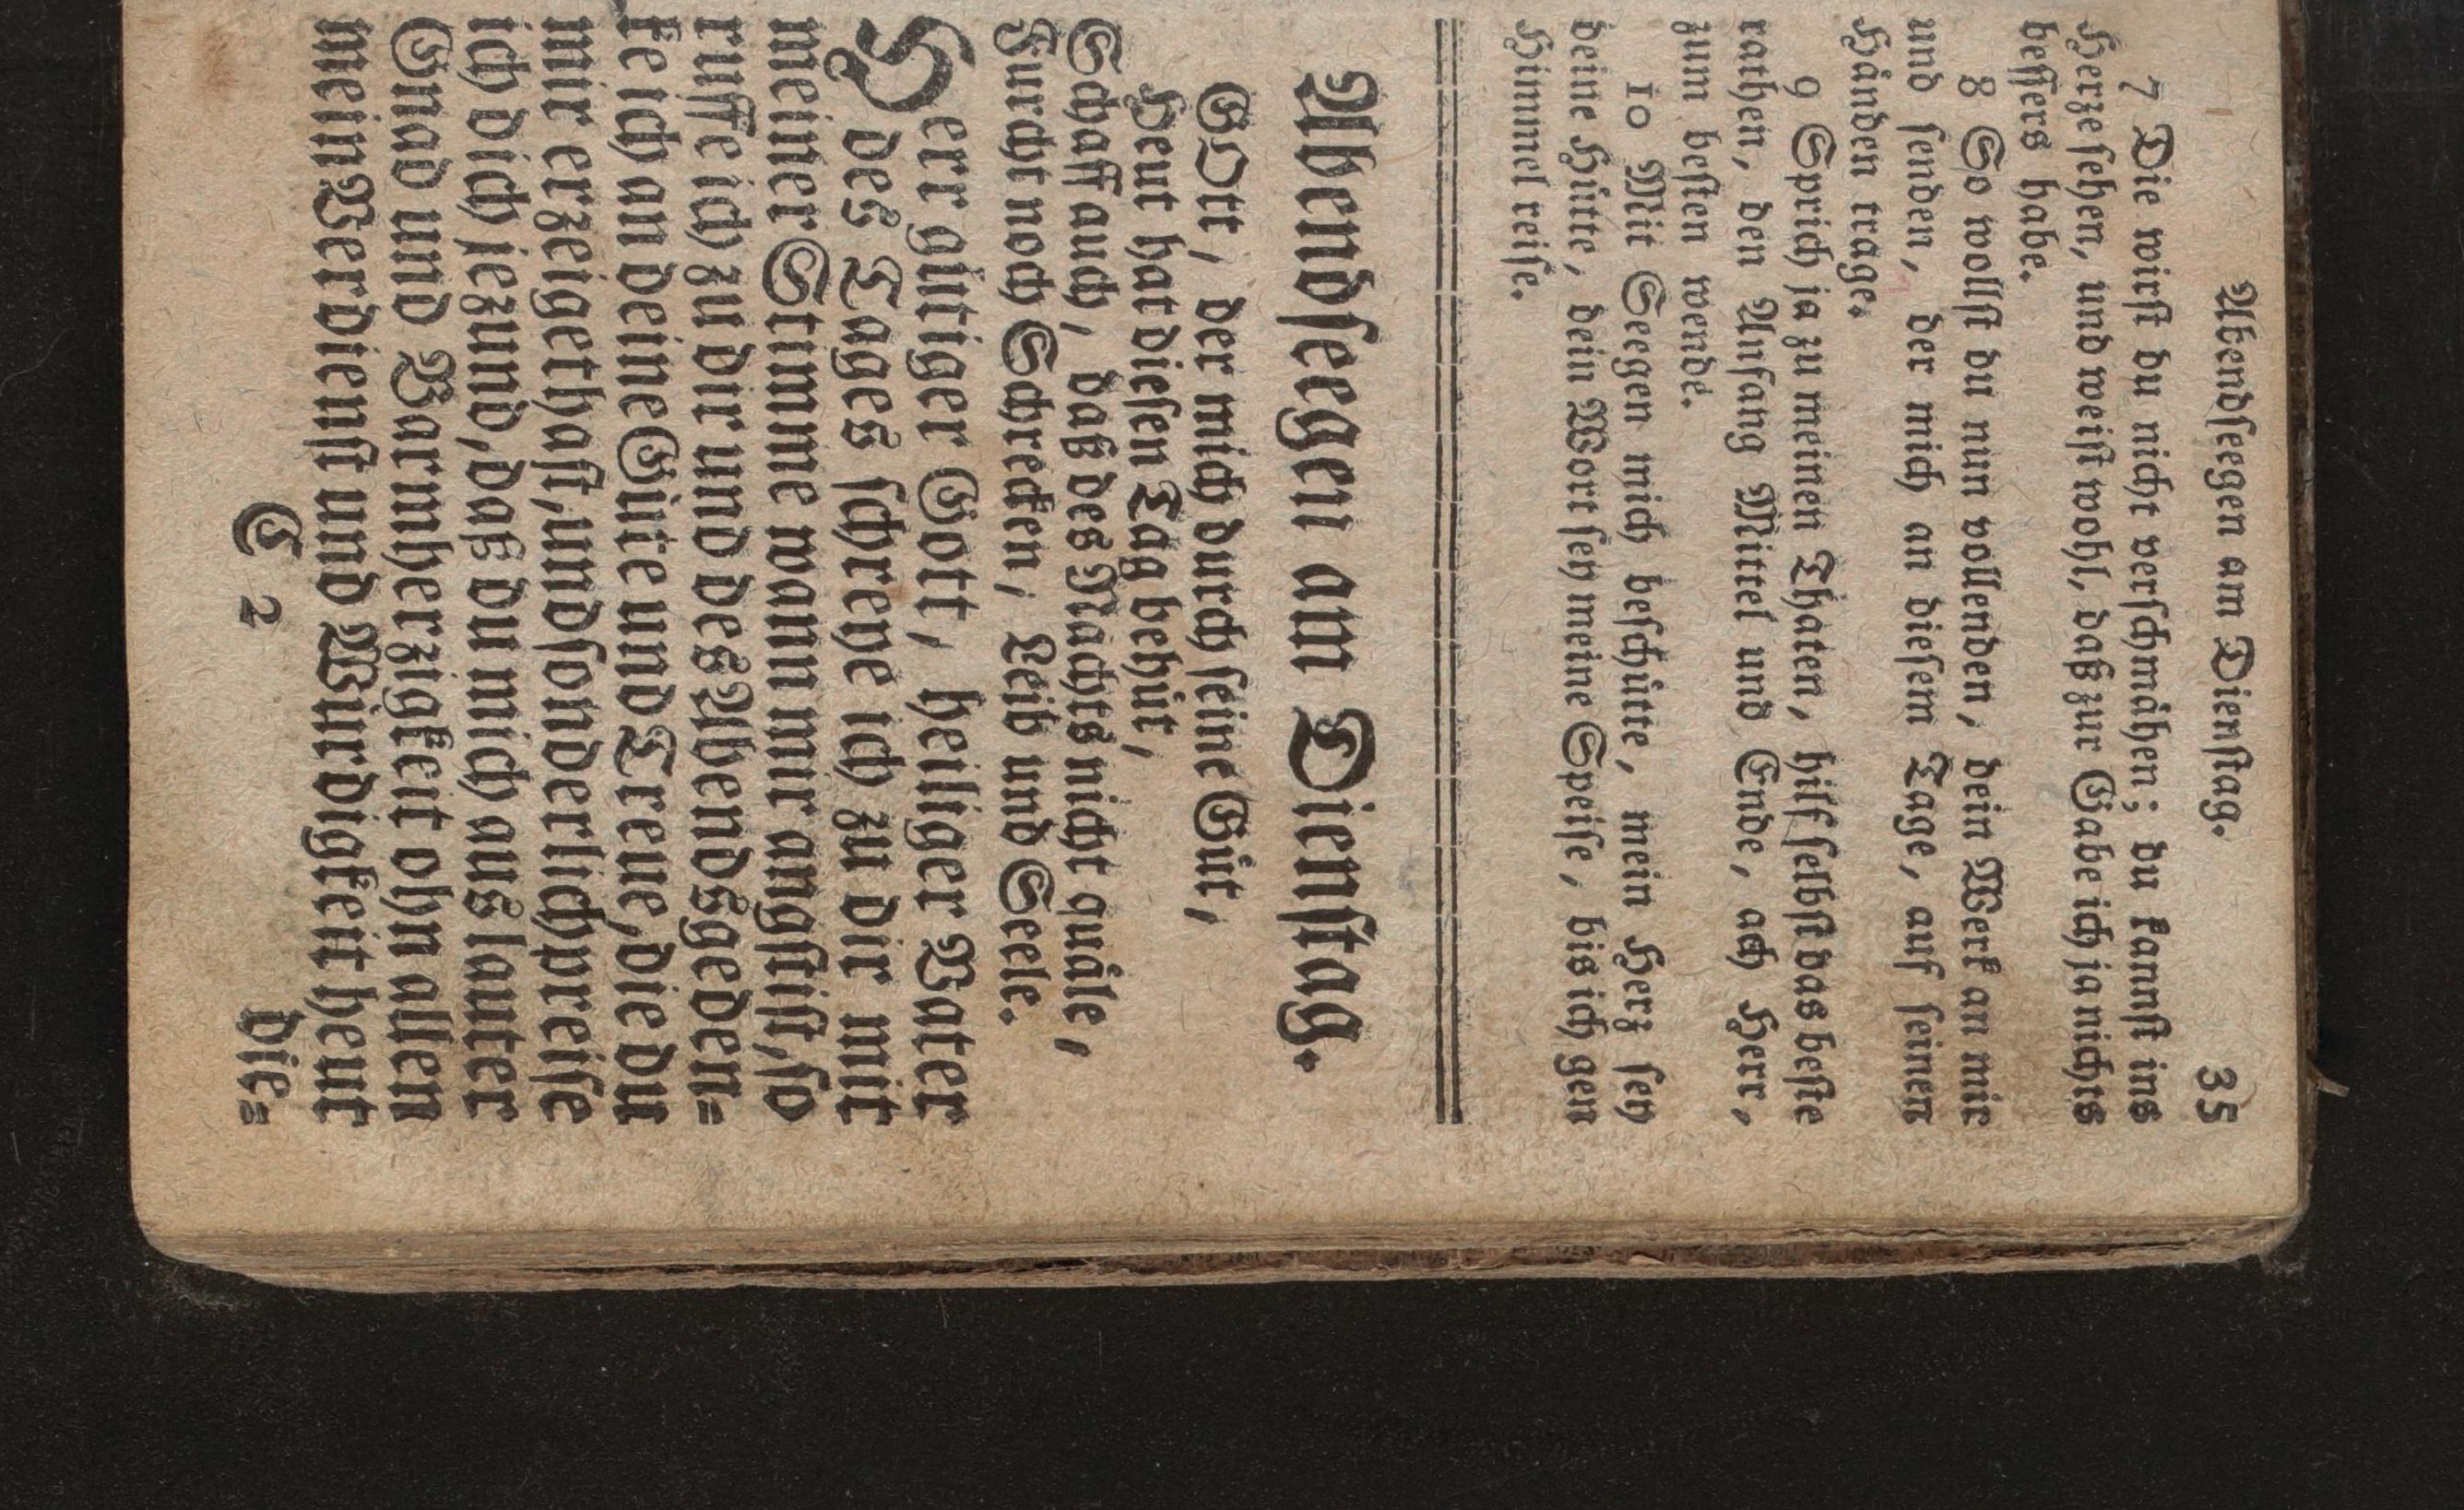 Abendseegen am Dienstag. 35
7 Die wirst du nicht verschmähen; du kannst ins
Herze sehen, und weist wohl, daß zur Gabe ich ja nichts
bessers habe.
8 So wollst du nun vollenden, dein Werk an mir
und senden, der mich an diesem Tage, auf seinen
Händen trage.
9 Sprich ja zu meinen Thaten, hilf selbst das beste
rathen, den Anfang Mittel und Ende, ach Herr,
zum besten wende.
10 Mit Seegen mich beschütte, mein Herz sey
deine Hütte, dein Wort sey meine Speise, bis ich gen
Himmel reise.
Abendseegen am Dienstag.
GOtt, der mich durch seine Güt,
Heut hat diesen Tag behüt,
Schaff auch, daß des Nachts nicht quäle,
Furcht noch Schrecken, Leib und Seele.
Herr gütiger Gott, heiliger Vater
des Tages schreye ich zu dir mit
meiner Stimme wann mir angst ist, so
ruffe ich zu dir und des Abends geden-
ke ich an deine Güte und Treue, die du
mir erzeiget hast, und sonderlich preise
ich dich jezund, daß du mich aus lauter
Gnad und Barmherzigkeit ohn allen
mein Verdienst und Würdigkeit heut
C 2 die-